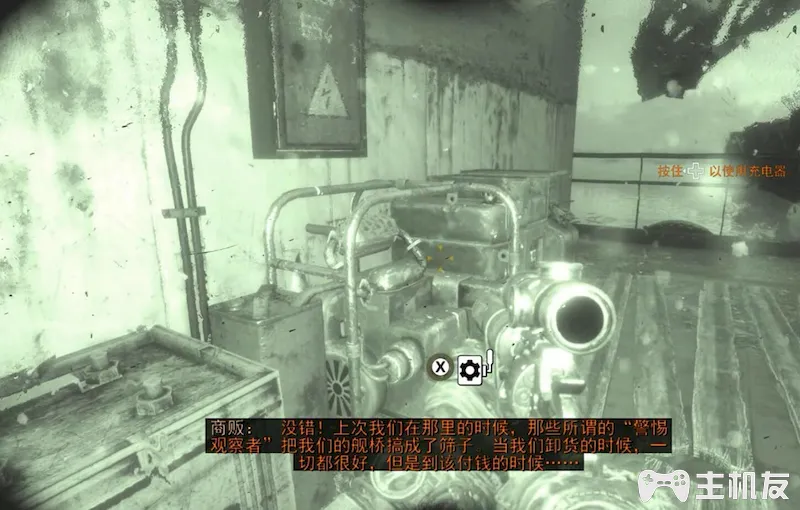 按住 以使用充电器
X
商贩： 没错！上次我们在那里的时候，那些所谓的“警惕
观察者”把我们的舰桥搞成了筛子。当我们卸货的时候，一
切都很好，但是到该付钱的时候……
主机友